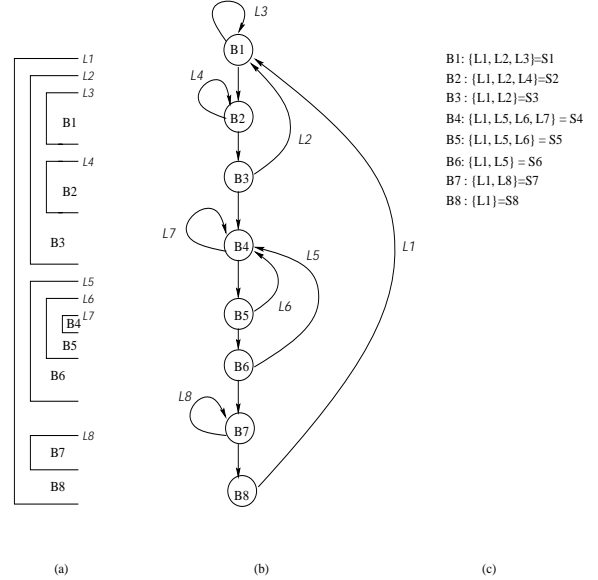 L1
L2
L3
B1
L4
B2
B3
L5
L6
L7
B4
B5
B6
L8
B7
B8
(a)
L3
B1
L4
B2
L2
B3
L7
B4
L5
L6
B5
B6
L8
B7
B8
L1
(b)
B1: {L1, L2, L3}=S1
B2 : {L1, L2, L4}=S2
B3 : {L1, L2}=S3
B4: {L1, L5, L6, L7} = S4
B5: {L1, L5, L6} = S5
B6: {L1, L5} = S6
B7 : {L1, L8}=S7
B8 : {L1}=S8
(c)